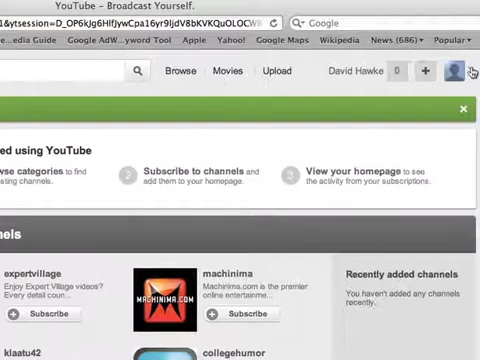 YouTube – Broadcast Yourself.
Google
...edia Guide Google AdW...yword Tool Yahoo! Apple Yahoo! Google Maps Wikipedia News (686) Popular
Browse Movies Upload David Hawke 0 +
ed using YouTube
wse categories to find 2 Subscribe to channels and 3 View your homepage to see
sting channels. add them to your homepage. the activity from your subscriptions.
nels
expertvillage machinima Recently added channels
Enjoy Expert Village videos? Machinima.com is the premier You haven't added any channels
Every detail coun... online entertainme... recently.
MACHINIMA.COM
Subscribe Subscribe
klaatu42 collegehumor